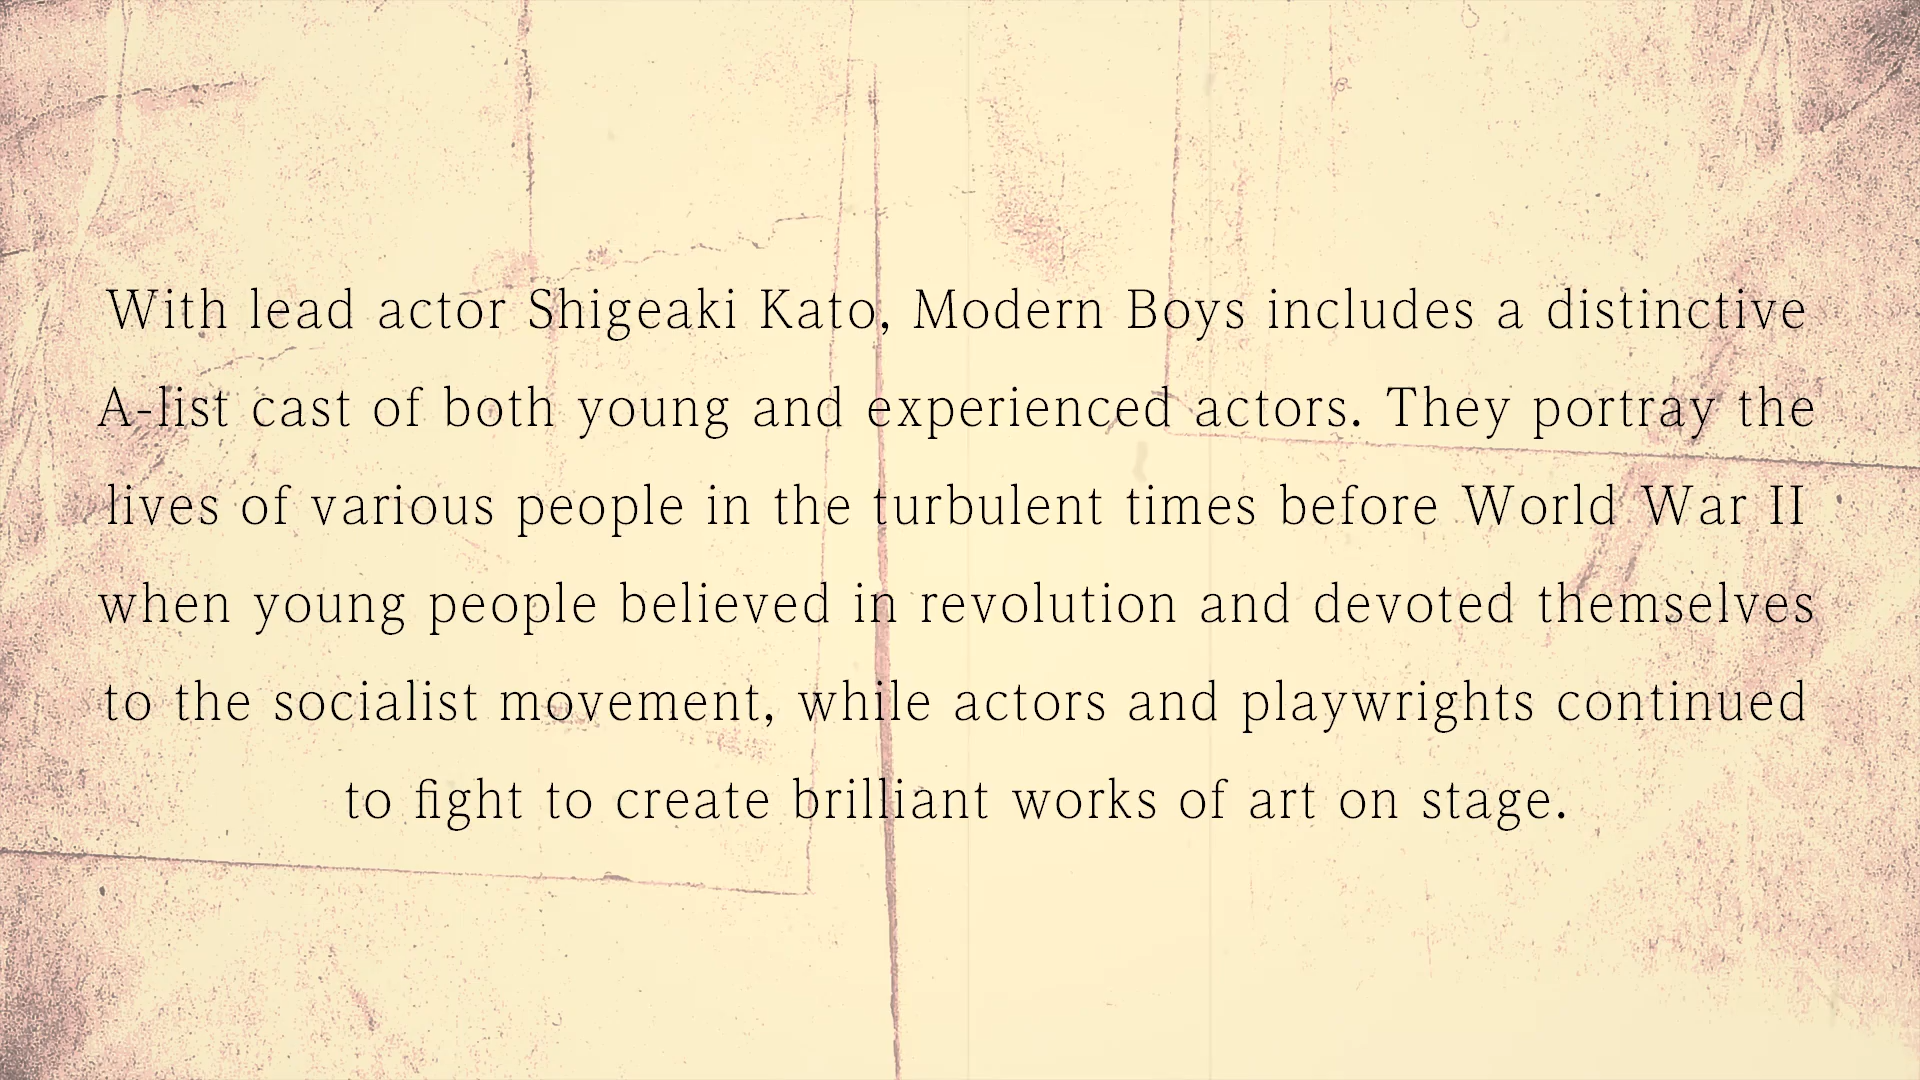 With lead actor Shigeaki Kato, Modern Boys includes a distinctive
A-list cast of both young and experienced actors. They portray the
lives of various people in the turbulent times before World War II
when young people believed in revolution and devoted themselves
to the socialist movement, while actors and playwrights continued
to fight to create brilliant works of art on stage.